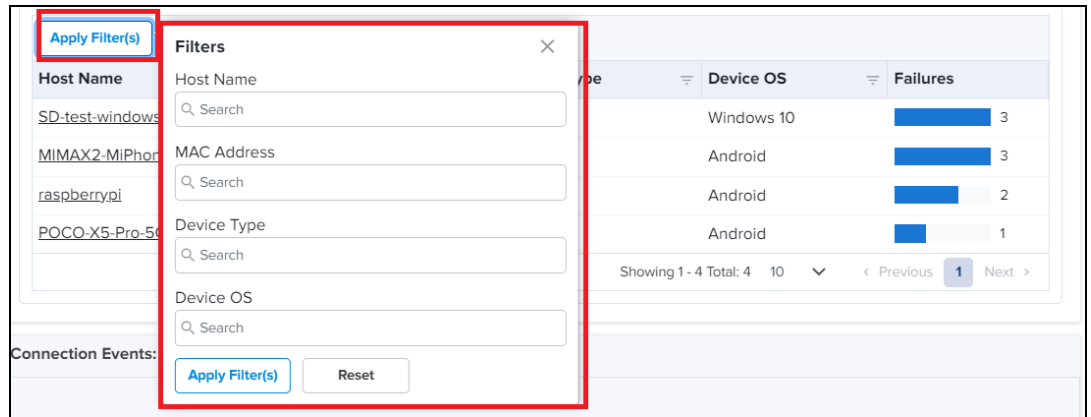 Apply Filter(s)
Filters
Host Name
Search
MAC Address
Search
Device Type
Search
Device OS
Search
Apply Filter(s) Reset
Host Name Device OS Failures
SD-test-windows Windows 10 3
MIMAX2-MiPhon Android 3
raspberrypi Android 2
POCO-X5-Pro-5G Android 1
Showing 1 - 4 Total: 4 10 Previous 1 Next
Connection Events: